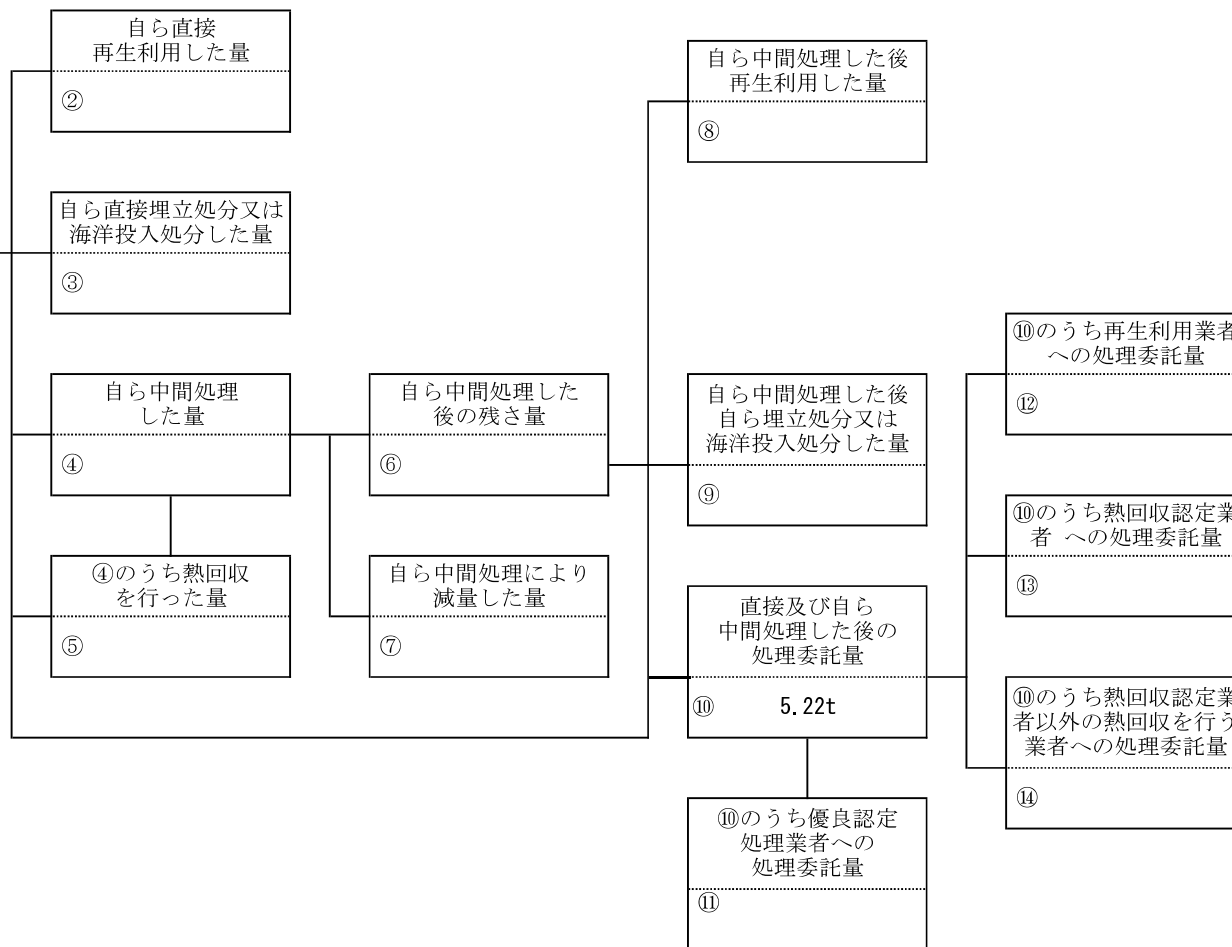 自ら直接
再生利用した量
②
自ら直接埋立処分又は
海洋投入処分した量
③
自ら中間処理
した量
④
④のうち熱回収
を行った量
⑤
自ら中間処理した
後の残さ量
⑥
自ら中間処理により
減量した量
⑦
自ら中間処理した後
再生利用した量
⑧
自ら中間処理した後
自ら埋立処分又は
海洋投入処分した量
⑨
直接及び自ら
中間処理した後の
処理委託量
⑩ 5.22t
⑩のうち優良認定
処理業者への
処理委託量
⑪
⑩のうち再生利用業者
への処理委託量
⑫
⑩のうち熱回収認定業
者 への処理委託量
⑬
⑩のうち熱回収認定業
者以外の熱回収を行う
業者への処理委託量
⑭